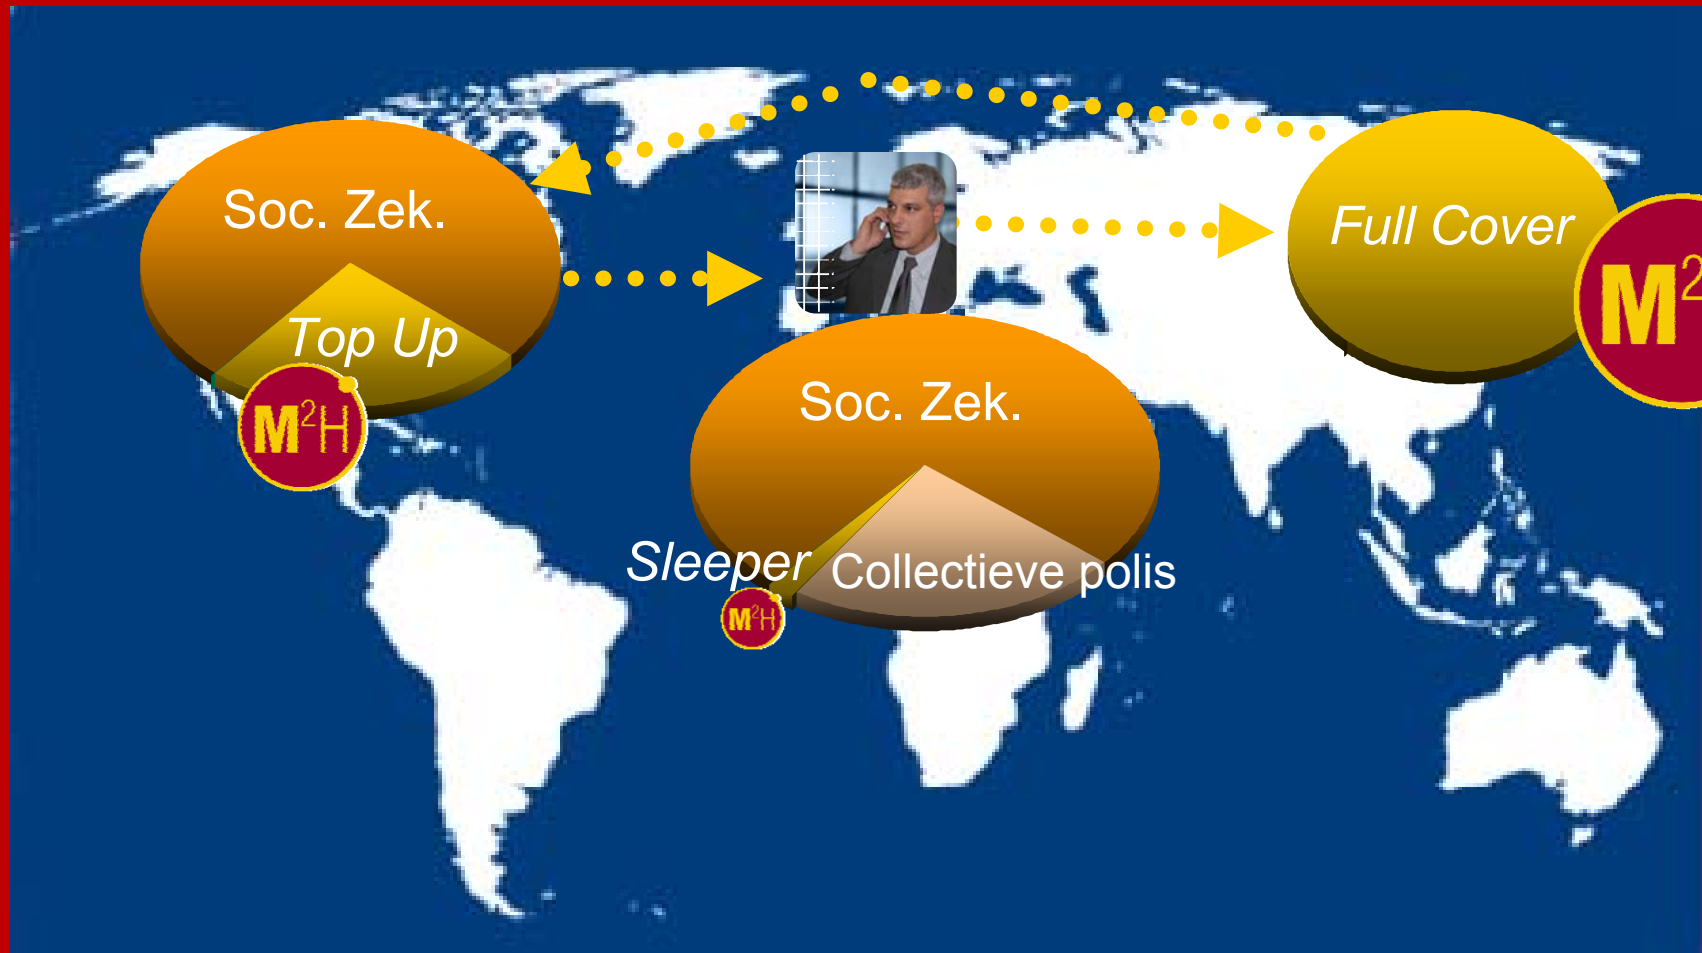 Soc. Zek.
Top Up
M²H
Full Cover
M²
Soc. Zek.
Sleeper
Collectieve polis
M²H